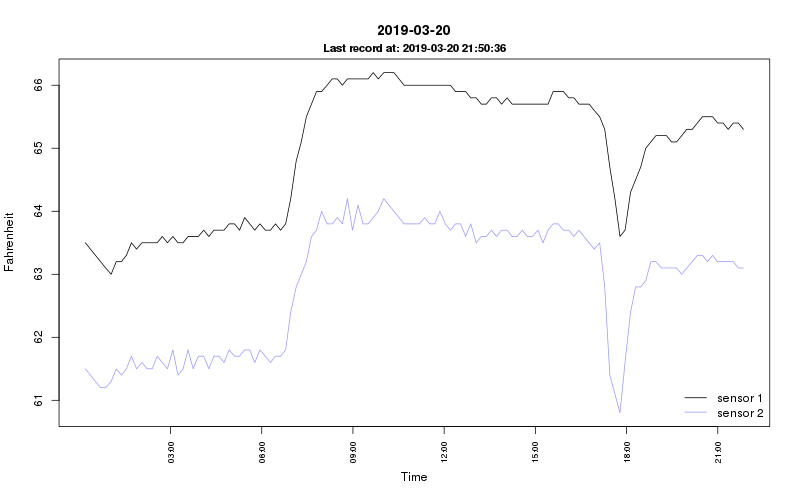 2019-03-20
Last record at: 2019-03-20 21:50:36
Fahrenheit
66
65
64
63
62
61
sensor 1
sensor 2
03:00 06:00 09:00 12:00 15:00 18:00 21:00
Time